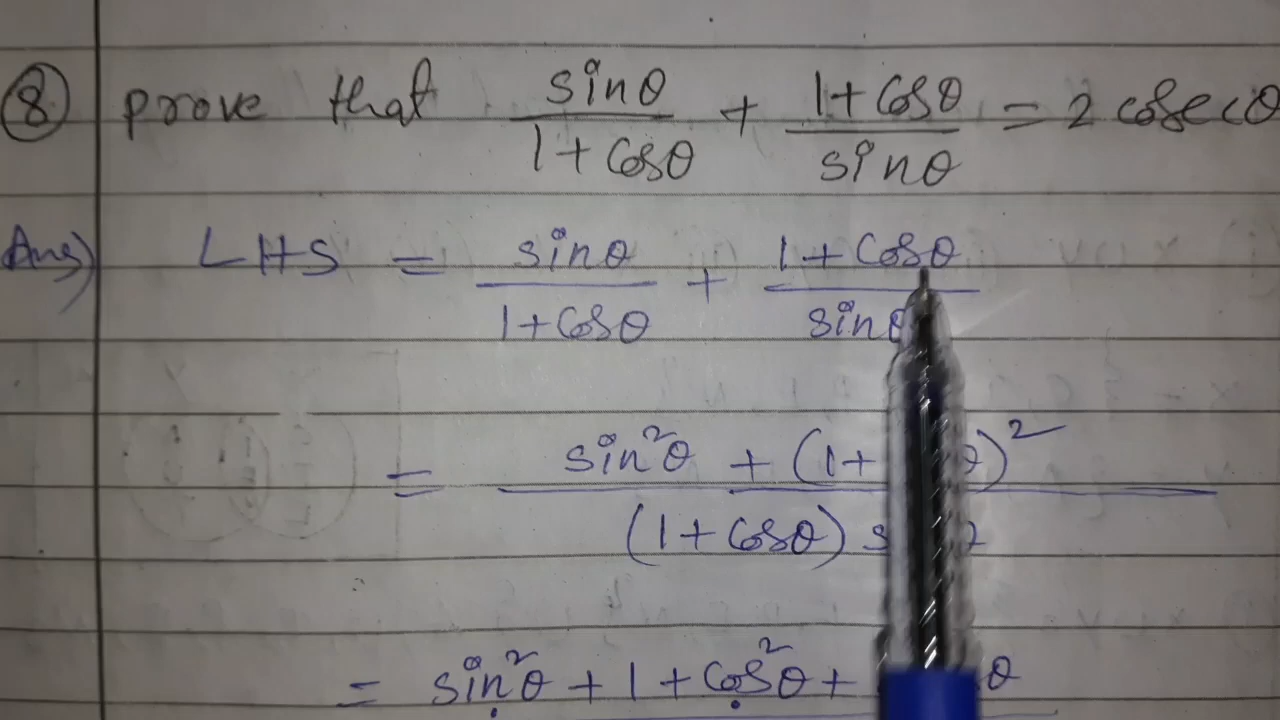 ⑧ prove that sinθ/(1+cosθ) + (1+cosθ)/sinθ = 2 cosecθ
Ans) LHS = sinθ/(1+cosθ) + (1+cosθ)/sinθ
= (sin²θ + (1+ θ)²)/((1+cosθ) s θ)
= sin²θ + 1 + cos²θ + θ